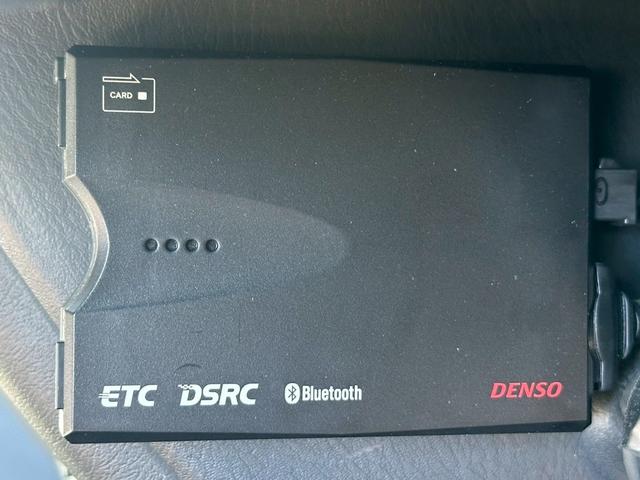 CARD
ETC DSRC Bluetooth DENSO